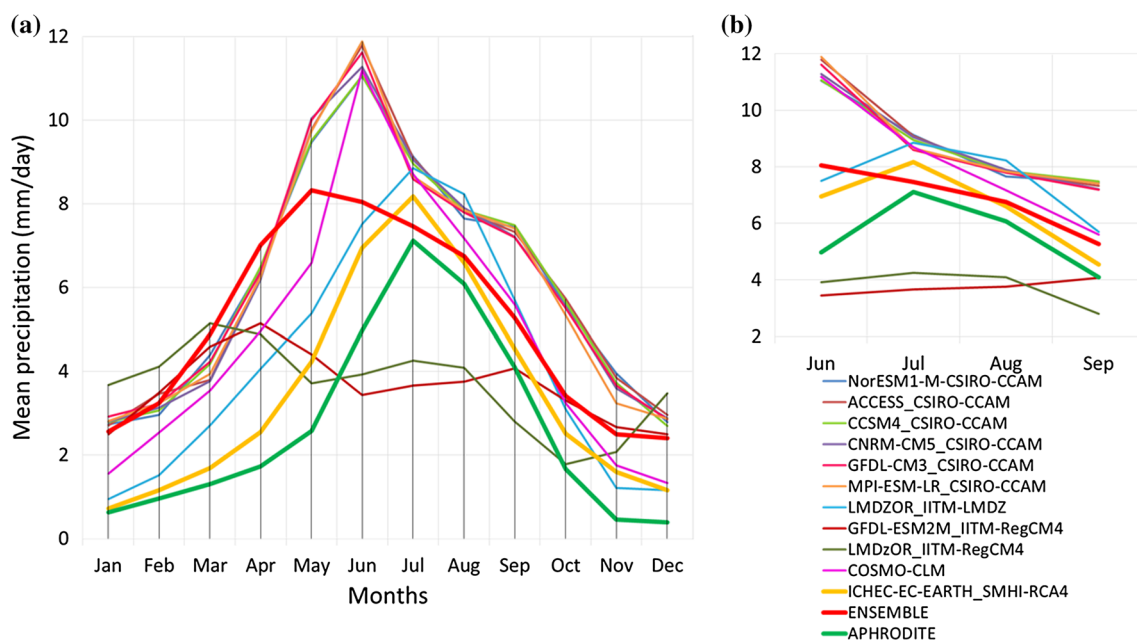 (a)
Mean precipitation (mm/day)
12
10
8
6
4
2
0
Jan Feb Mar Apr May Jun Jul Aug Sep Oct Nov Dec
Months
(b)
12
10
8
6
4
2
Jun Jul Aug Sep
NorESM1-M-CSIRO-CCAM
ACCESS_CSIRO-CCAM
CCSM4_CSIRO-CCAM
CNRM-CM5_CSIRO-CCAM
GFDL-CM3_CSIRO-CCAM
MPI-ESM-LR_CSIRO-CCAM
LMDZOR_IITM-LMDZ
GFDL-ESM2M_IITM-RegCM4
LMDzOR_IITM-RegCM4
COSMO-CLM
ICHEC-EC-EARTH_SMHI-RCA4
ENSEMBLE
APHRODITE